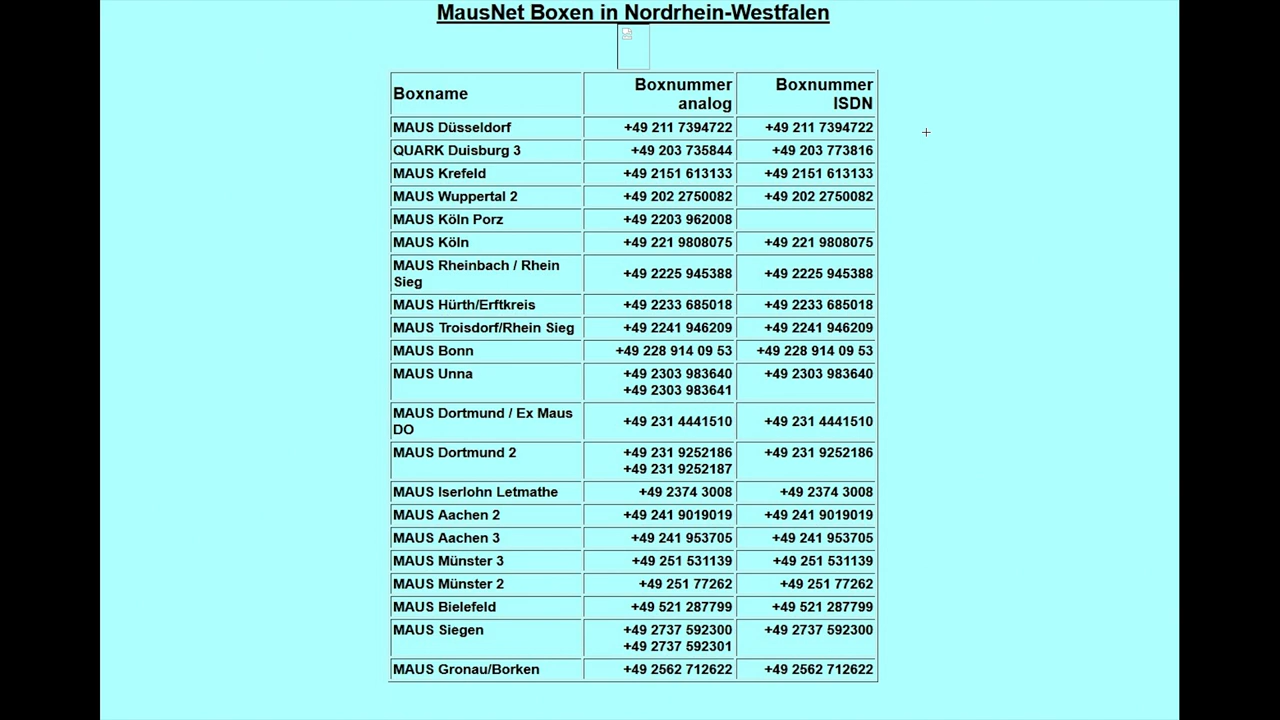 MausNet Boxen in Nordrhein-Westfalen
Boxname Boxnummer analog Boxnummer ISDN
MAUS Düsseldorf +49 211 7394722 +49 211 7394722
QUARK Duisburg 3 +49 203 735844 +49 203 773816
MAUS Krefeld +49 2151 613133 +49 2151 613133
MAUS Wuppertal 2 +49 202 2750082 +49 202 2750082
MAUS Köln Porz +49 2203 962008
MAUS Köln +49 221 9808075 +49 221 9808075
MAUS Rheinbach / Rhein Sieg +49 2225 945388 +49 2225 945388
MAUS Hürth/Erftkreis +49 2233 685018 +49 2233 685018
MAUS Troisdorf/Rhein Sieg +49 2241 946209 +49 2241 946209
MAUS Bonn +49 228 914 09 53 +49 228 914 09 53
MAUS Unna +49 2303 983640 +49 2303 983640
+49 2303 983641
MAUS Dortmund / Ex Maus DO +49 231 4441510 +49 231 4441510
MAUS Dortmund 2 +49 231 9252186 +49 231 9252186
+49 231 9252187
MAUS Iserlohn Letmathe +49 2374 3008 +49 2374 3008
MAUS Aachen 2 +49 241 9019019 +49 241 9019019
MAUS Aachen 3 +49 241 953705 +49 241 953705
MAUS Münster 3 +49 251 531139 +49 251 531139
MAUS Münster 2 +49 251 77262 +49 251 77262
MAUS Bielefeld +49 521 287799 +49 521 287799
MAUS Siegen +49 2737 592300 +49 2737 592300
+49 2737 592301
MAUS Gronau/Borken +49 2562 712622 +49 2562 712622